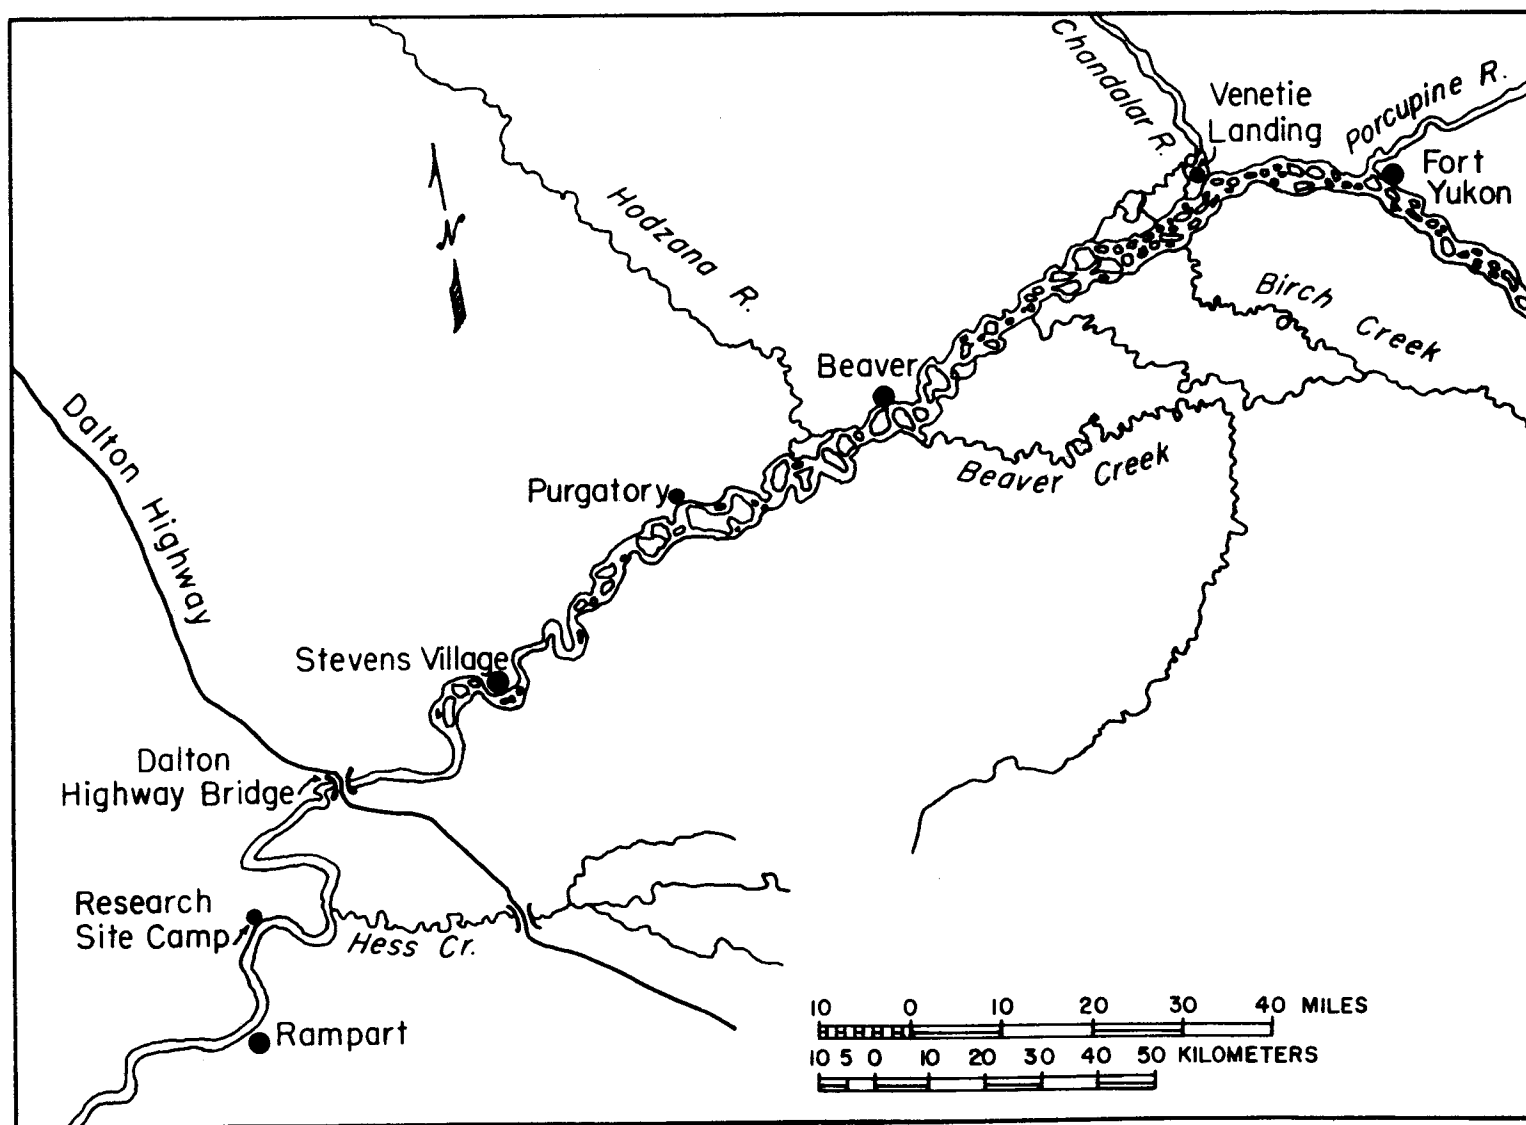 Chandalar R.
Venetie
Landing
Porcupine R.
Fort
Yukon
N
Hodzana R.
Birch Creek
Beaver
Beaver Creek
Dalton Highway
Purgatory
Stevens Village
Dalton
Highway Bridge
Research
Site Camp
Hess Cr.
Rampart
10 0 10 20 30 40 MILES
10 5 0 10 20 30 40 50 KILOMETERS